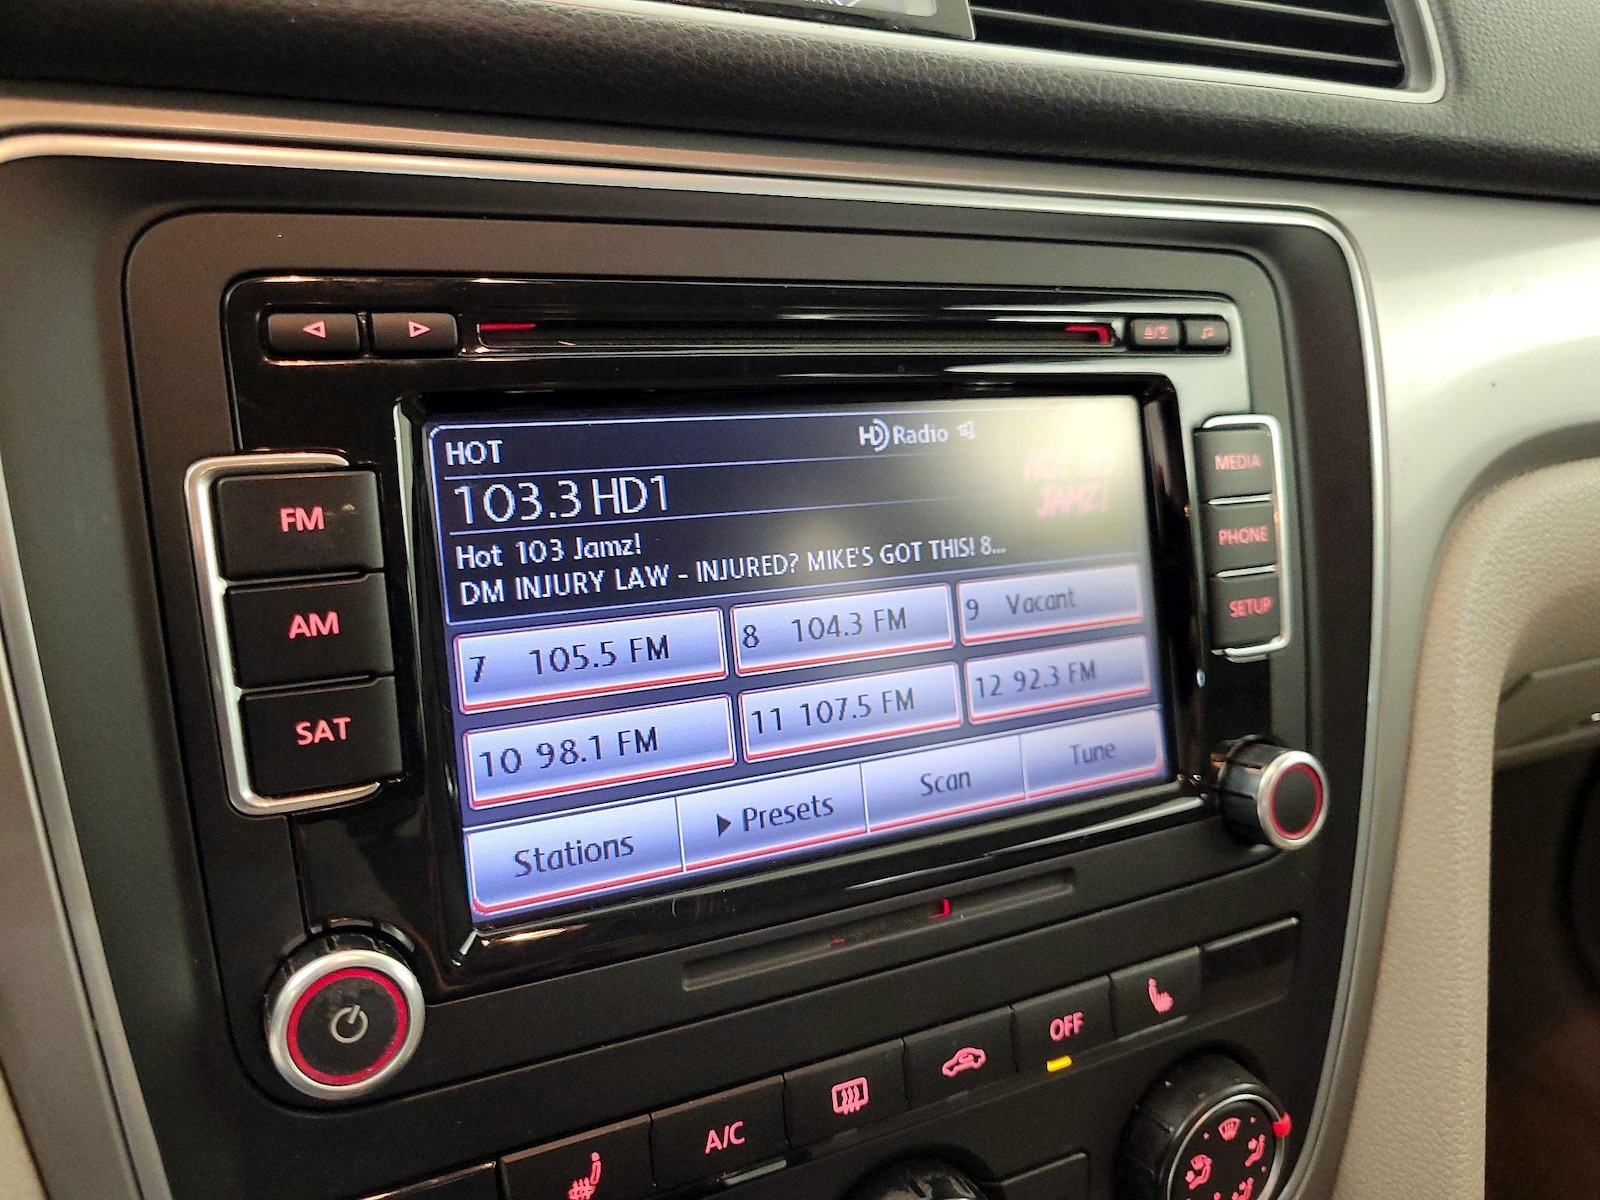 HOT
HD Radio
103.3 HD1
Hot 103 Jamz!
DM INJURY LAW - INJURED? MIKE'S GOT THIS! 8...
JAMZ!
7 105.5 FM
8 104.3 FM
9 Vacant
10 98.1 FM
11 107.5 FM
12 92.3 FM
Stations
Presets
Scan
Tune
FM
AM
SAT
MEDIA
PHONE
SETUP
A/C
OFF